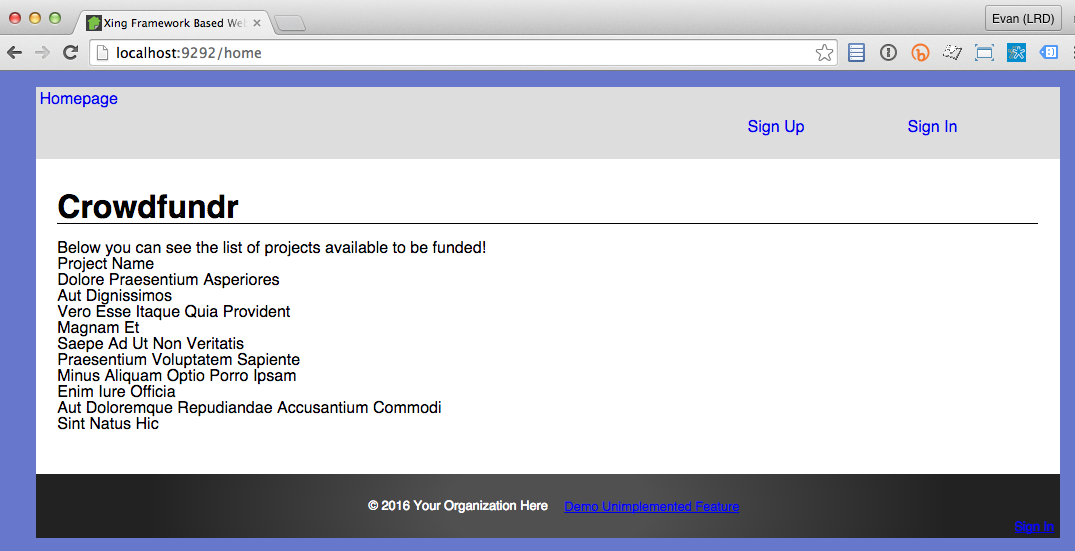 Xing Framework Based Web
Evan (LRD)
localhost:9292/home
Homepage
Sign Up
Sign In
Crowdfundr
Below you can see the list of projects available to be funded!
Project Name
Dolore Praesentium Asperiores
Aut Dignissimos
Vero Esse Itaque Quia Provident
Magnam Et
Saepe Ad Ut Non Veritatis
Praesentium Voluptatem Sapiente
Minus Aliquam Optio Porro Ipsam
Enim Iure Officia
Aut Doloremque Repudiandae Accusantium Commodi
Sint Natus Hic
© 2016 Your Organization Here Demo Unimplemented Feature
Sign In